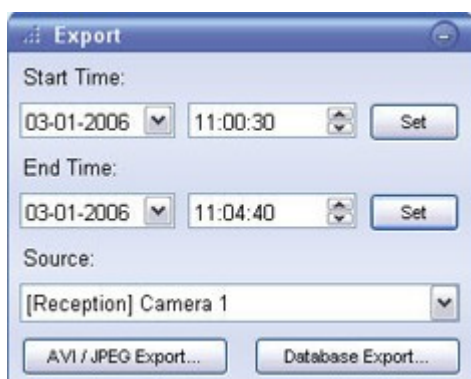 Export
Start Time:
03-01-2006 11:00:30 Set
End Time:
03-01-2006 11:04:40 Set
Source:
[Reception] Camera 1
AVI / JPEG Export... Database Export...